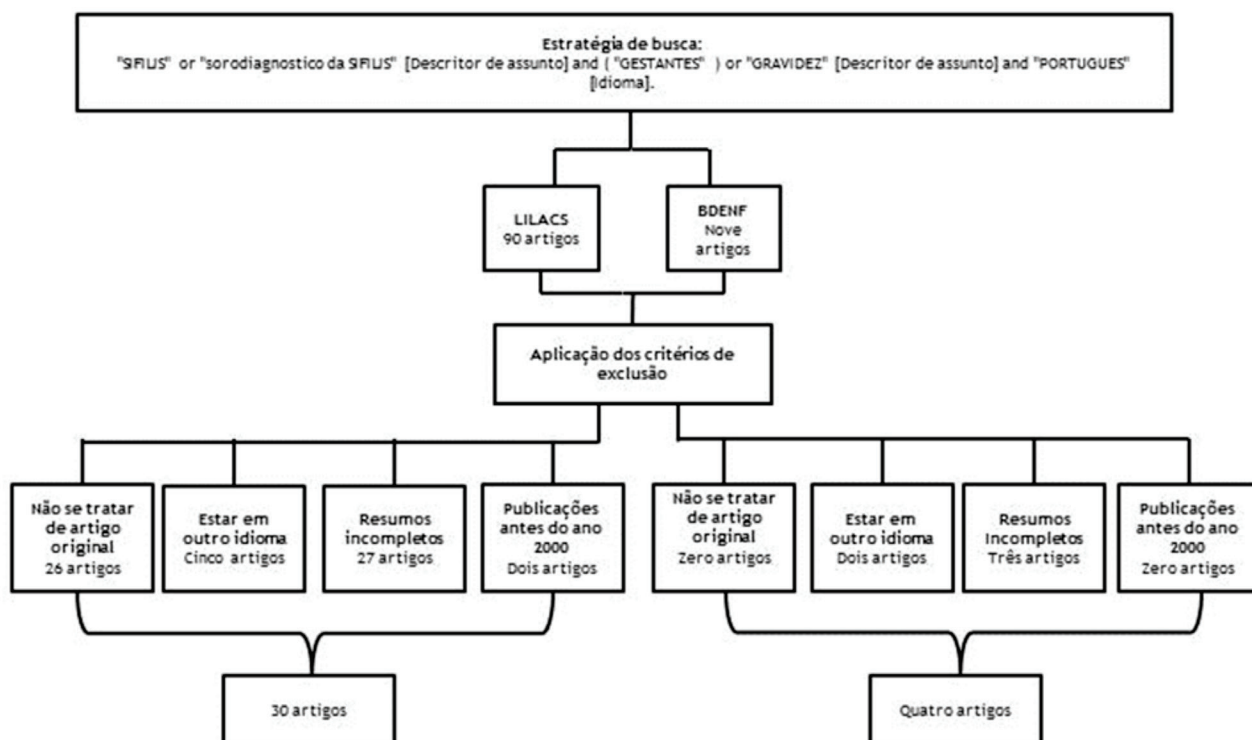 Estratégia de busca:
"SIFILIS" or "sorodiagnostico da SIFILIS" [Descritor de assunto] and ( "GESTANTES" ) or "GRAVIDEZ" [Descritor de assunto] and "PORTUGUES"
[Idioma].
LILACS
90 artigos
BDENF
Nove
artigos
Aplicação dos critérios de
exclusão
Não se tratar
de artigo
original
26 artigos
Estar em
outro idioma
Cinco artigos
Resumos
incompletos
27 artigos
Publicações
antes do ano
2000
Dois artigos
Não se tratar
de artigo
original
Zero artigos
Estar em
outro idioma
Dois artigos
Resumos
Incompletos
Três artigos
Publicações
antes do ano
2000
Zero artigos
30 artigos
Quatro artigos